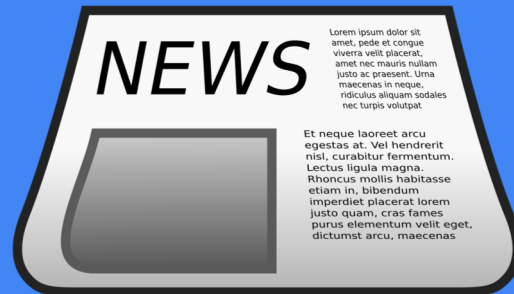 NEWS
Lorem ipsum dolor sit
amet, pede et congue
viverra velit placerat,
amet nec mauris nullam
justo ac praesent. Urna
maecenas in neque,
ridiculus aliquam sodales
nec turpis volutpat
Et neque laoreet arcu
egestas at. Vel hendrerit
nisl, curabitur fermentum.
Lectus ligula magna.
Rhoncus mollis habitasse
etiam in, bibendum
imperdiet placerat lorem
justo quam, cras fames
purus elementum velit eget,
dictumst arcu, maecenas